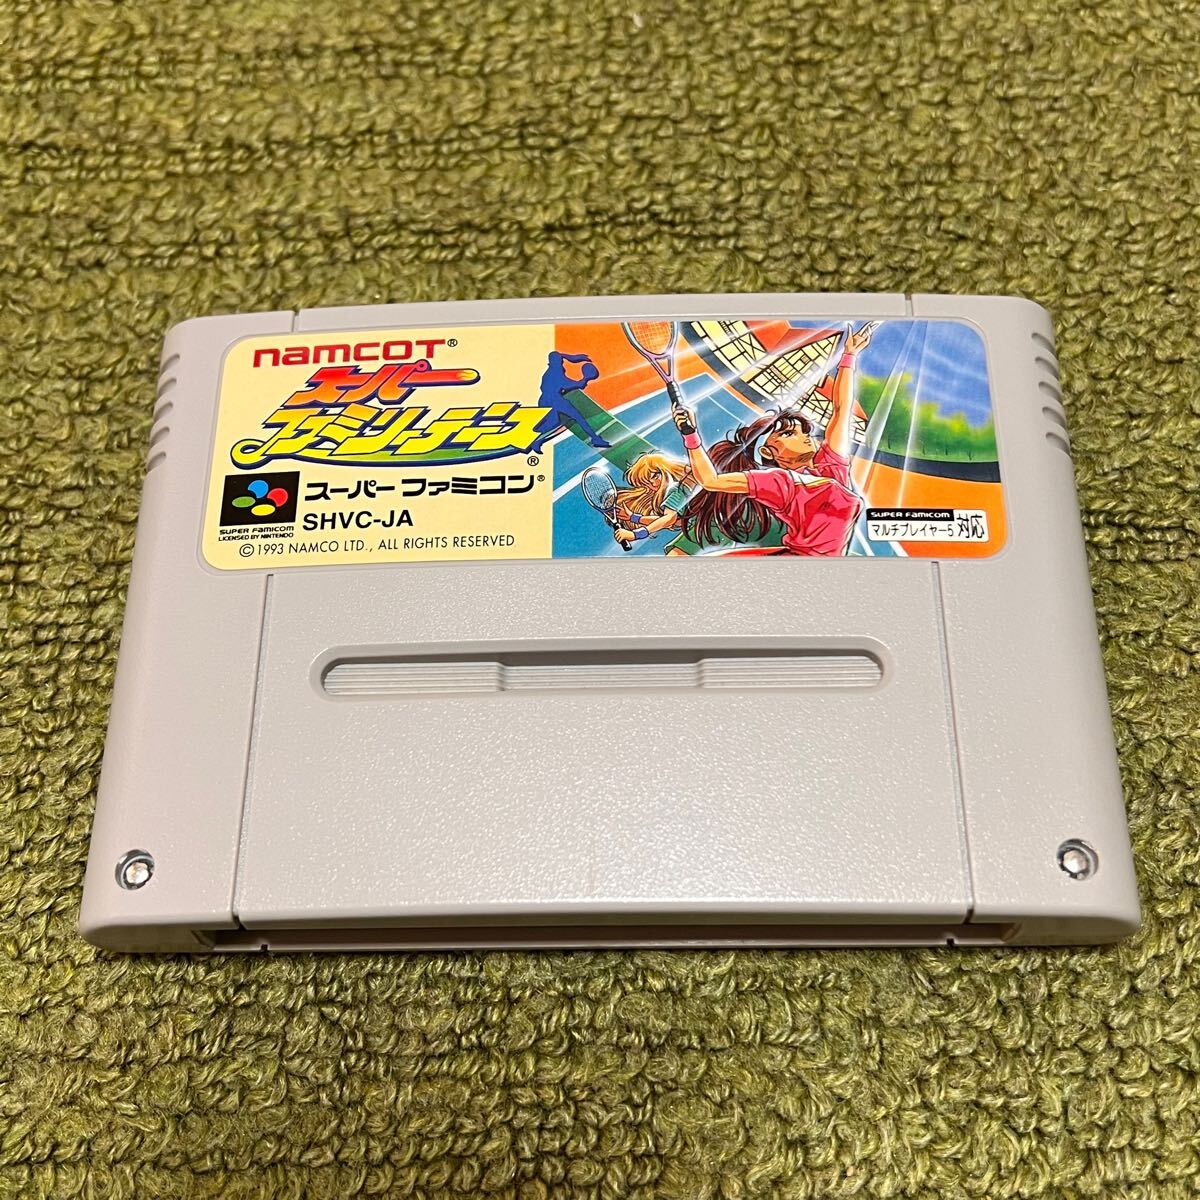 namcot®
スーパー
ファミリーテニス®
スーパーファミコン®
SUPER FAMICOM
LICENSED BY NINTENDO
SHVC-JA
©1993 NAMCO LTD., ALL RIGHTS RESERVED
SUPER FAMICOM
マルチプレイヤー5 対応